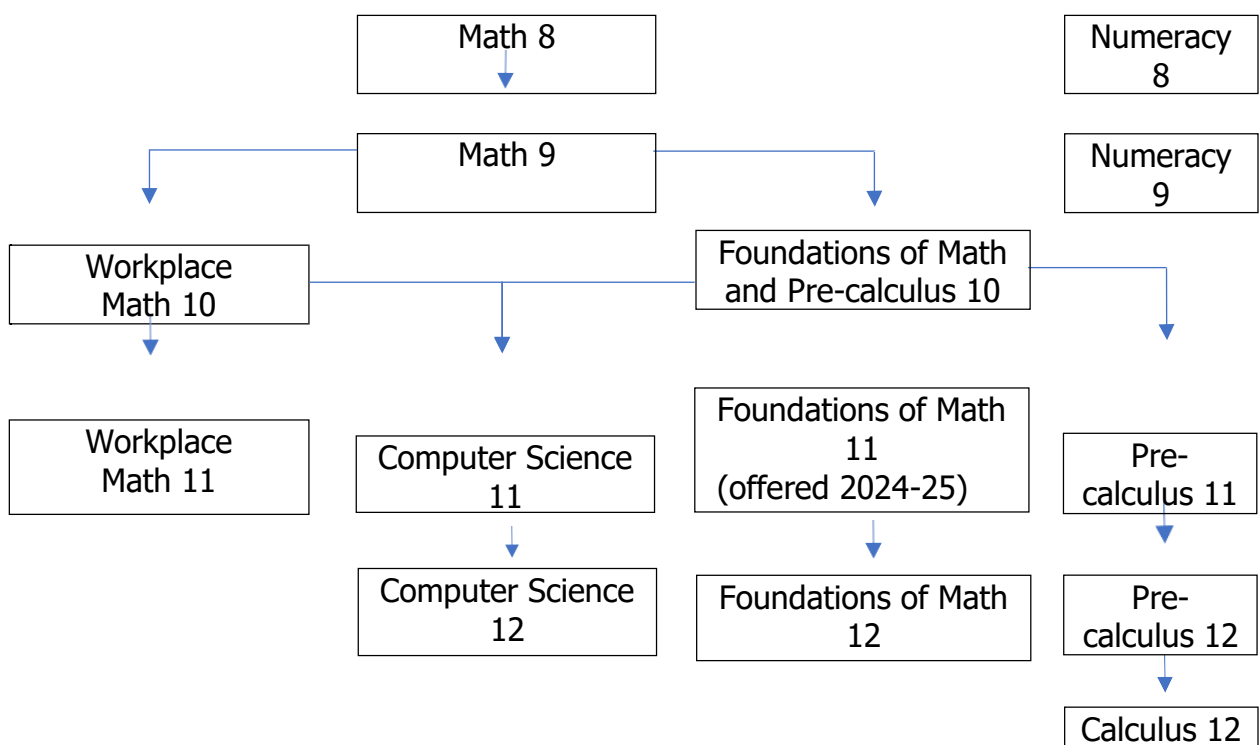 Math 8
Numeracy
8
Math 9
Numeracy
9
Workplace
Math 10
Foundations of Math
and Pre-calculus 10
Workplace
Math 11
Computer Science
11
Foundations of Math
11
(offered 2024-25)
Pre-
calculus 11
Computer Science
12
Foundations of Math
12
Pre-
calculus 12
Calculus 12